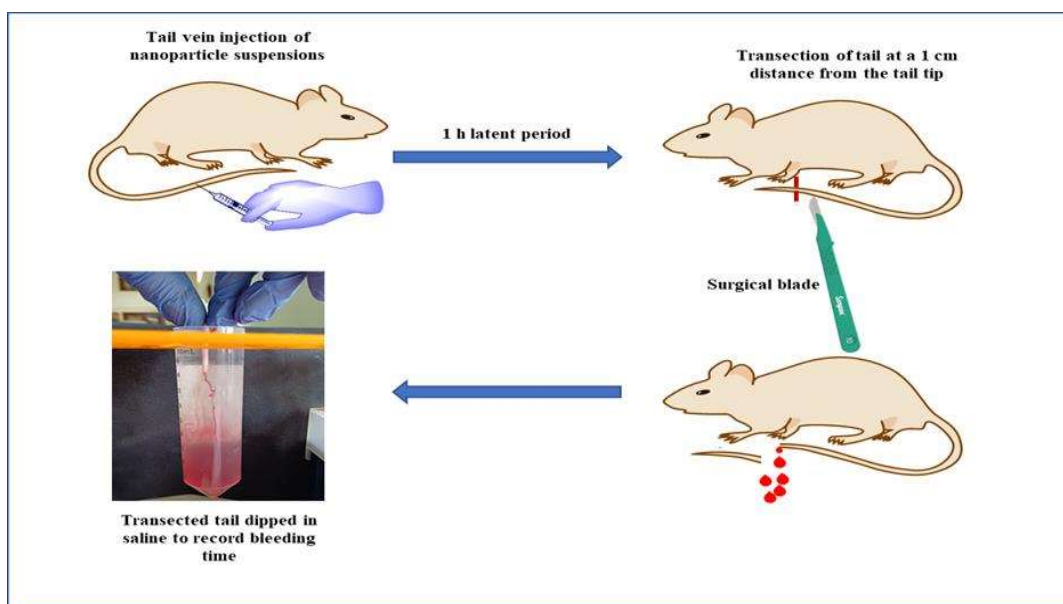 Tail vein injection of
nanoparticle suspensions
1 h latent period
Transection of tail at a 1 cm
distance from the tail tip
Surgical blade
Transected tail dipped in
saline to record bleeding
time